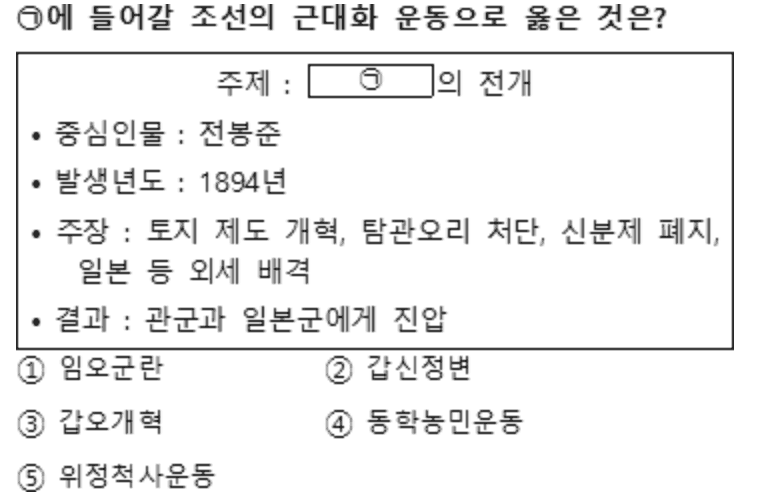 ㉠에 들어갈 조선의 근대화 운동으로 옳은 것은?
주제 : ㉠ 의 전개
• 중심인물 : 전봉준
• 발생년도 : 1894년
• 주장 : 토지 제도 개혁, 탐관오리 처단, 신분제 폐지,
일본 등 외세 배격
• 결과 : 관군과 일본군에게 진압
① 임오군란 ② 갑신정변
③ 갑오개혁 ④ 동학농민운동
⑤ 위정척사운동